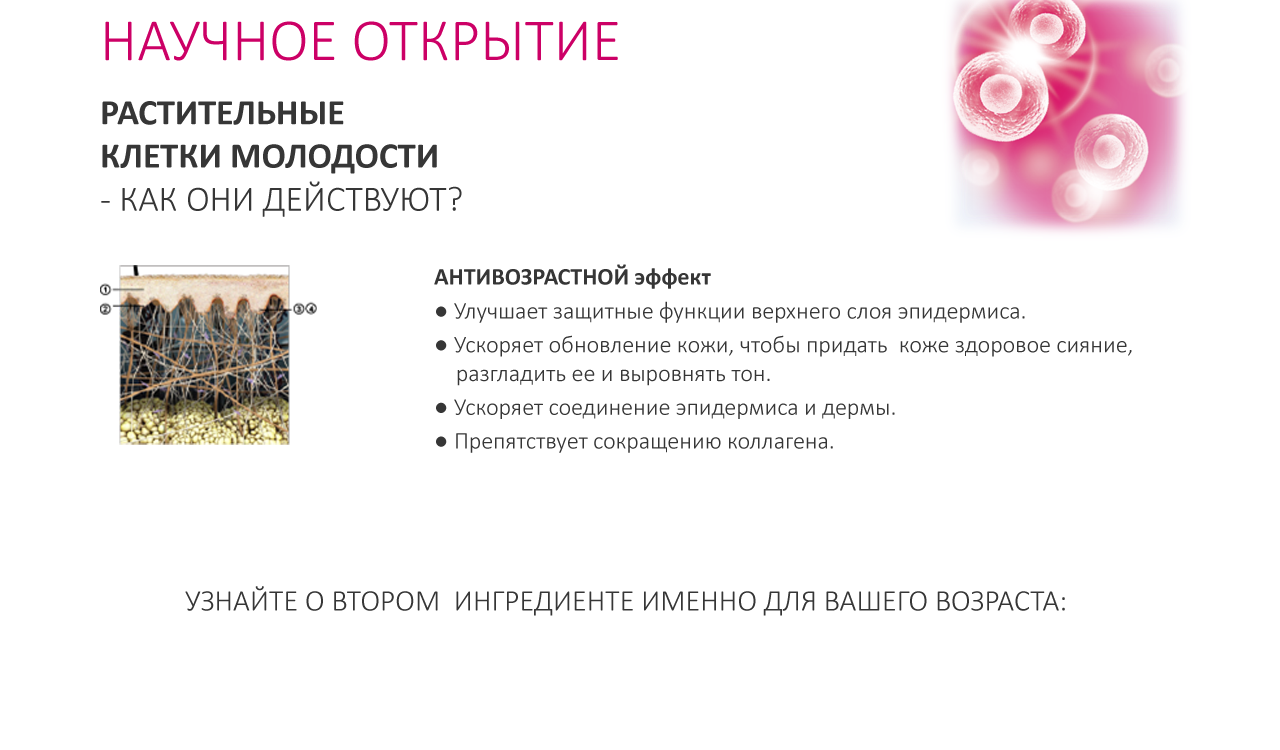 НАУЧНОЕ ОТКРЫТИЕ
РАСТИТЕЛЬНЫЕ
КЛЕТКИ МОЛОДОСТИ
- КАК ОНИ ДЕЙСТВУЮТ?
①
②
③④
АНТИВОЗРАСТНОЙ эффект
● Улучшает защитные функции верхнего слоя эпидермиса.
● Ускоряет обновление кожи, чтобы придать  коже здоровое сияние,
разгладить ее и выровнять тон.
● Ускоряет соединение эпидермиса и дермы.
● Препятствует сокращению коллагена.
УЗНАЙТЕ О ВТОРОМ  ИНГРЕДИЕНТЕ ИМЕННО ДЛЯ ВАШЕГО ВОЗРАСТА: